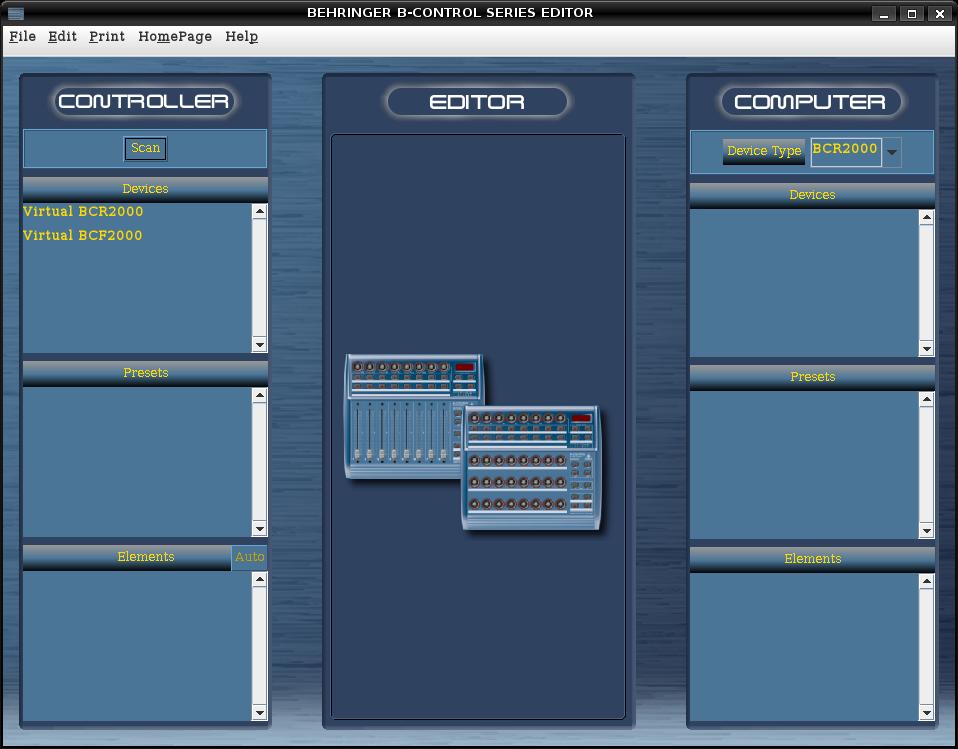 BEHRINGER B-CONTROL SERIES EDITOR
File Edit Print HomePage Help
CONTROLLER
Scan
Devices
Virtual BCR2000
Virtual BCF2000
Presets
Elements Auto
EDITOR
COMPUTER
Device Type BCR2000
Devices
Presets
Elements